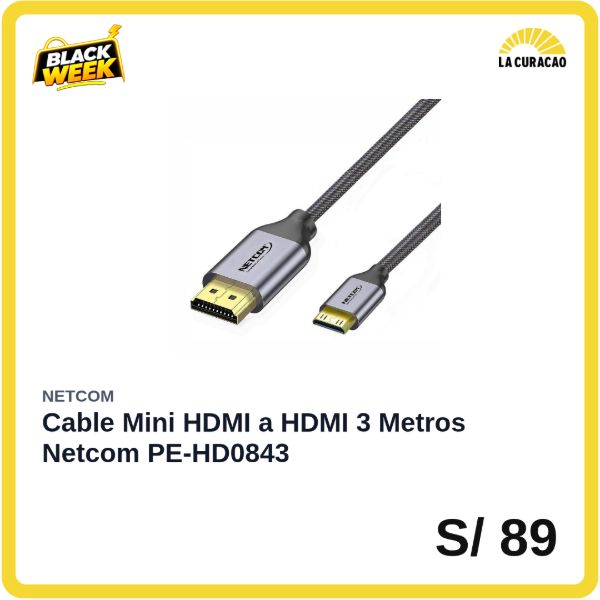 BLACK
WEEK
LA CURACAO
NETCOM
NETCOM
NETCOM
Cable Mini HDMI a HDMI 3 Metros
Netcom PE-HD0843
S/ 89